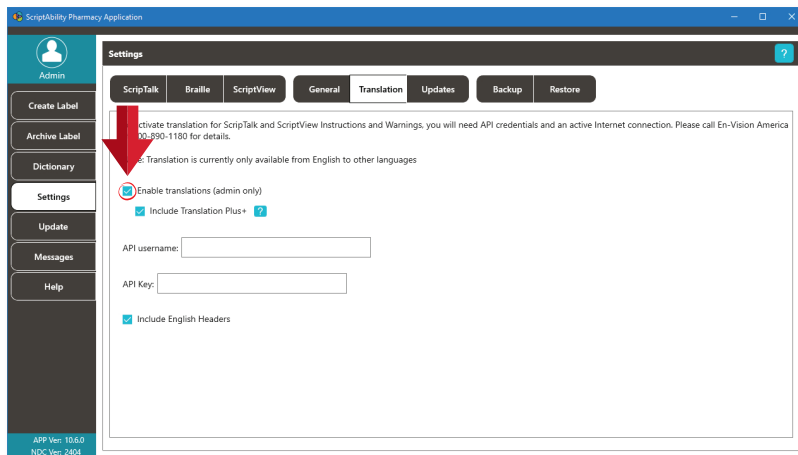 ScriptAbility Pharmacy Application
Admin
Create Label
Archive Label
Dictionary
Settings
Update
Messages
Help
APP Ver: 10.6.0
NDC Ver: 2404
Settings
?
ScripTalk Braille ScriptView General Translation Updates Backup Restore
activate translation for ScripTalk and ScriptView Instructions and Warnings, you will need API credentials and an active Internet connection. Please call En-Vision America
00-890-1180 for details.
Translation is currently only available from English to other languages
Enable translations (admin only)
Include Translation Plus+ ?
API username:
API Key:
Include English Headers